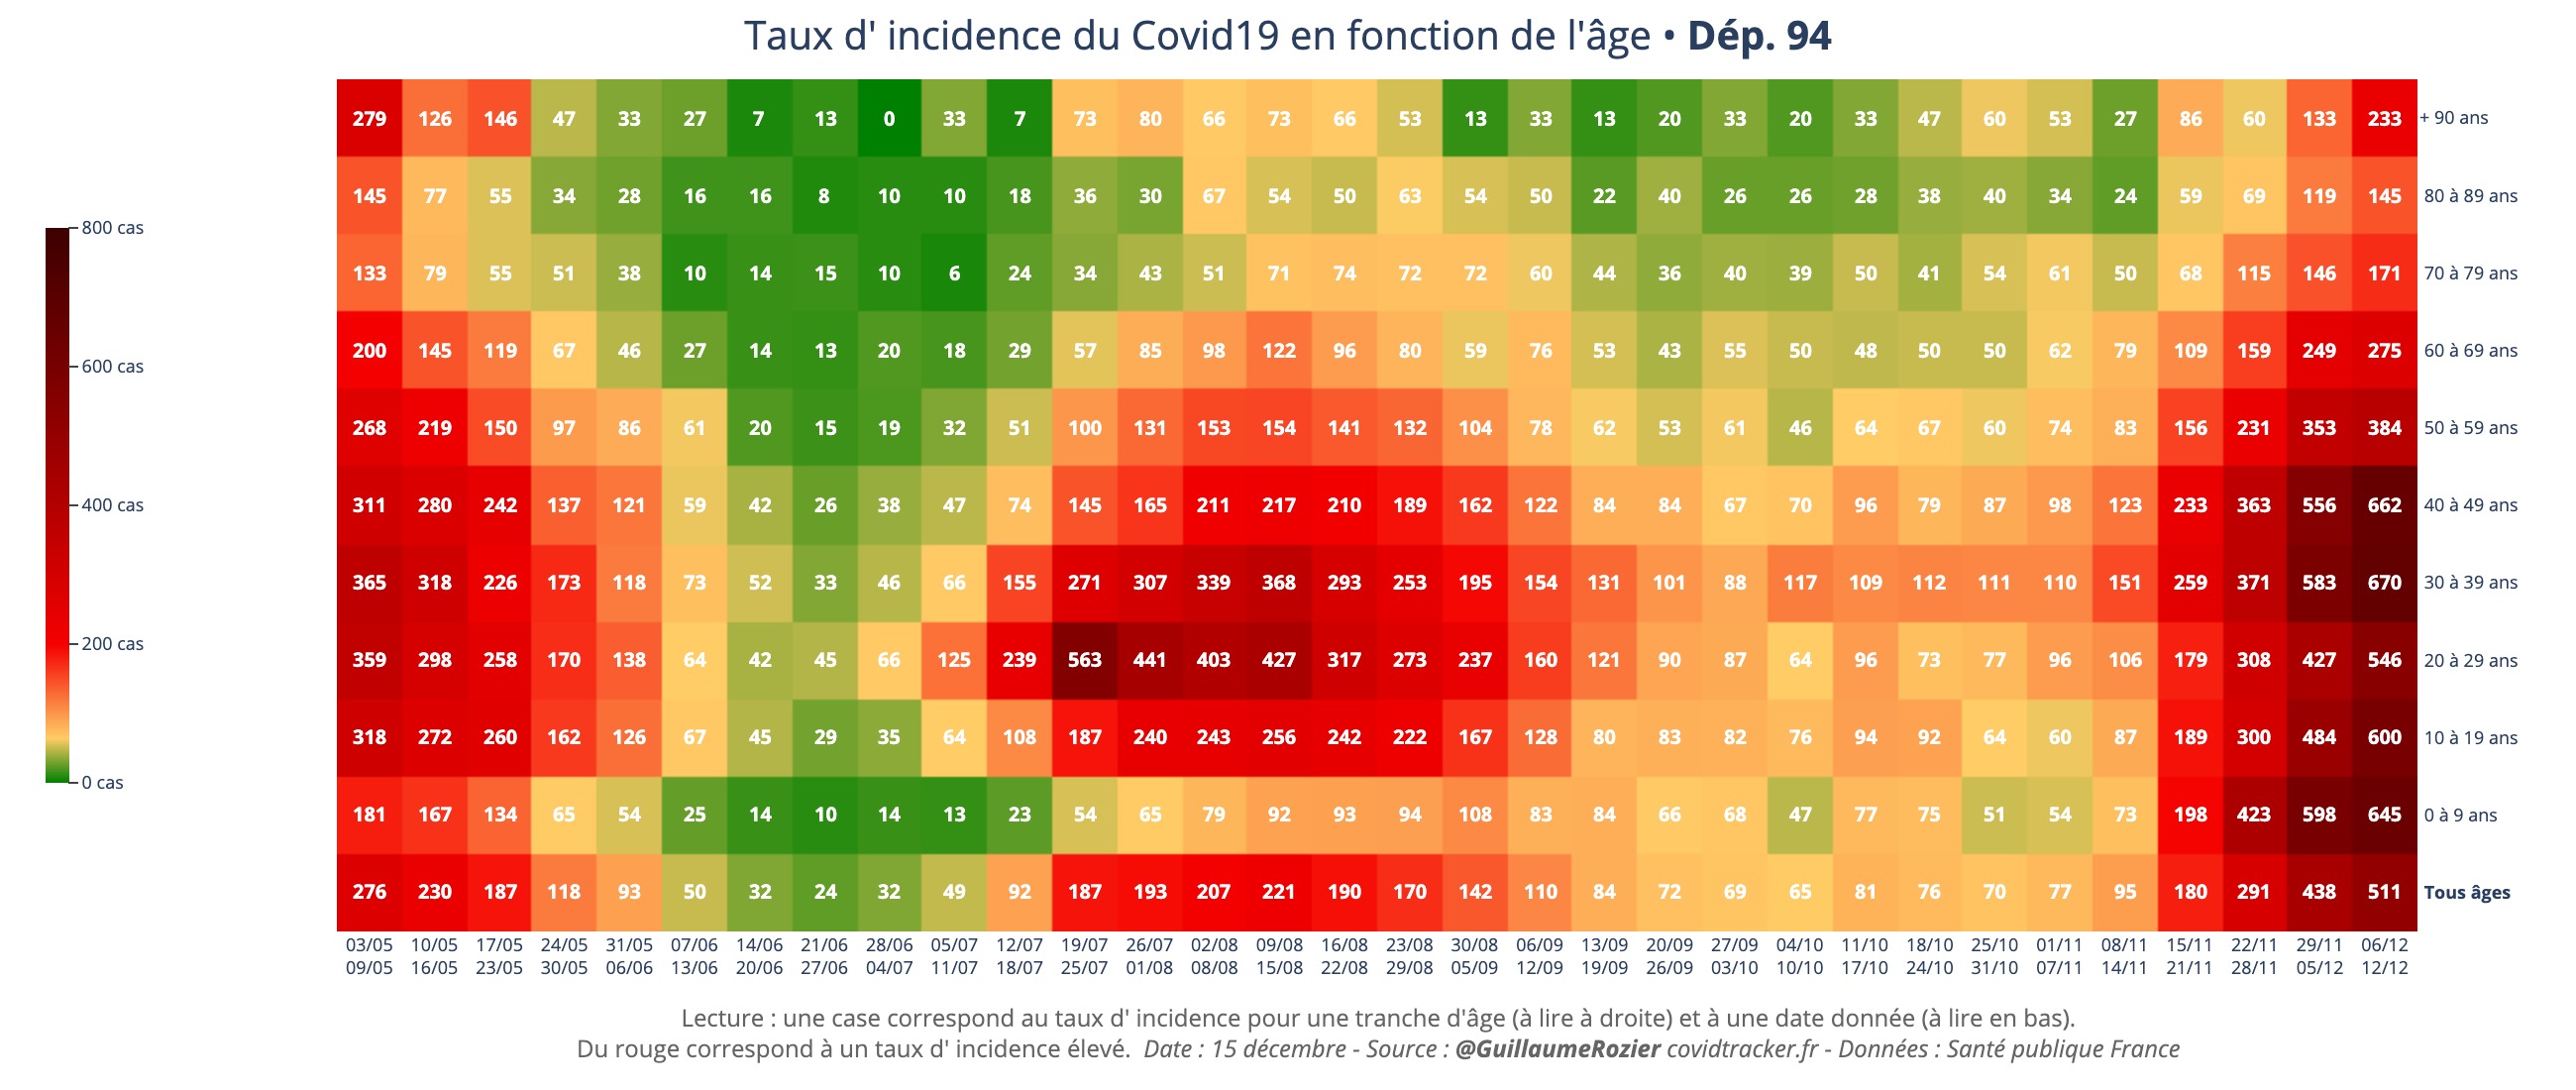 Taux d' incidence du Covid19 en fonction de l'âge • Dép. 94
279 126 146 47 33 27 7 13 0 33 7 73 80 66 73 66 53 13 33 13 20 33 20 33 47 60 53 27 86 60 133 233 + 90 ans
145 77 55 34 28 16 16 8 10 10 18 36 30 67 54 50 63 54 50 22 40 26 26 28 38 40 34 24 59 69 119 145 80 à 89 ans
800 cas
133 79 55 51 38 10 14 15 10 6 24 34 43 51 71 74 72 72 60 44 36 40 39 50 41 54 61 50 68 115 146 171 70 à 79 ans
200 145 119 67 46 27 14 13 20 18 29 57 85 98 122 96 80 59 76 53 43 55 50 48 50 50 62 79 109 159 249 275 60 à 69 ans
600 cas
268 219 150 97 86 61 20 15 19 32 51 100 131 153 154 141 132 104 78 62 53 61 46 64 67 60 74 83 156 231 353 384 50 à 59 ans
400 cas
311 280 242 137 121 59 42 26 38 47 74 145 165 211 217 210 189 162 122 84 84 67 70 96 79 87 98 123 233 363 556 662 40 à 49 ans
365 318 226 173 118 73 52 33 46 66 155 271 307 339 368 293 253 195 154 131 101 88 117 109 112 111 110 151 259 371 583 670 30 à 39 ans
200 cas
359 298 258 170 138 64 42 45 66 125 239 563 441 403 427 317 273 237 160 121 90 87 64 96 73 77 96 106 179 308 427 546 20 à 29 ans
318 272 260 162 126 67 45 29 35 64 108 187 240 243 256 242 222 167 128 80 83 82 76 94 92 64 60 87 189 300 484 600 10 à 19 ans
0 cas
181 167 134 65 54 25 14 10 14 13 23 54 65 79 92 93 94 108 83 84 66 68 47 77 75 51 54 73 198 423 598 645 0 à 9 ans
276 230 187 118 93 50 32 24 32 49 92 187 193 207 221 190 170 142 110 84 72 69 65 81 76 70 77 95 180 291 438 511 Tous âges
03/05 10/05 17/05 24/05 31/05 07/06 14/06 21/06 28/06 05/07 12/07 19/07 26/07 02/08 09/08 16/08 23/08 30/08 06/09 13/09 20/09 27/09 04/10 11/10 18/10 25/10 01/11 08/11 15/11 22/11 29/11 06/12
09/05 16/05 23/05 30/05 06/06 13/06 20/06 27/06 04/07 11/07 18/07 25/07 01/08 08/08 15/08 22/08 29/08 05/09 12/09 19/09 26/09 03/10 10/10 17/10 24/10 31/10 07/11 14/11 21/11 28/11 05/12 12/12
Lecture : une case correspond au taux d' incidence pour une tranche d'âge (à lire à droite) et à une date donnée (à lire en bas).
Du rouge correspond à un taux d' incidence élevé. Date : 15 décembre - Source : @GuillaumeRozier covidtracker.fr - Données : Santé publique France